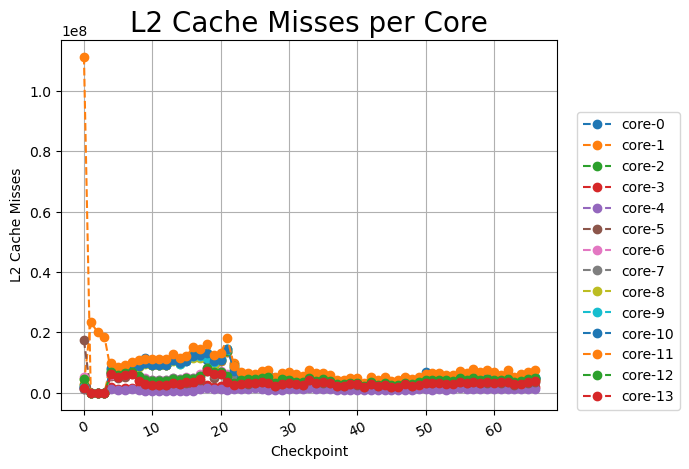 L2 Cache Misses per Core
1e8
1.0
0.8
0.6
0.4
0.2
0.0
L2 Cache Misses
0
10
20
30
40
50
60
Checkpoint
core-0
core-1
core-2
core-3
core-4
core-5
core-6
core-7
core-8
core-9
core-10
core-11
core-12
core-13